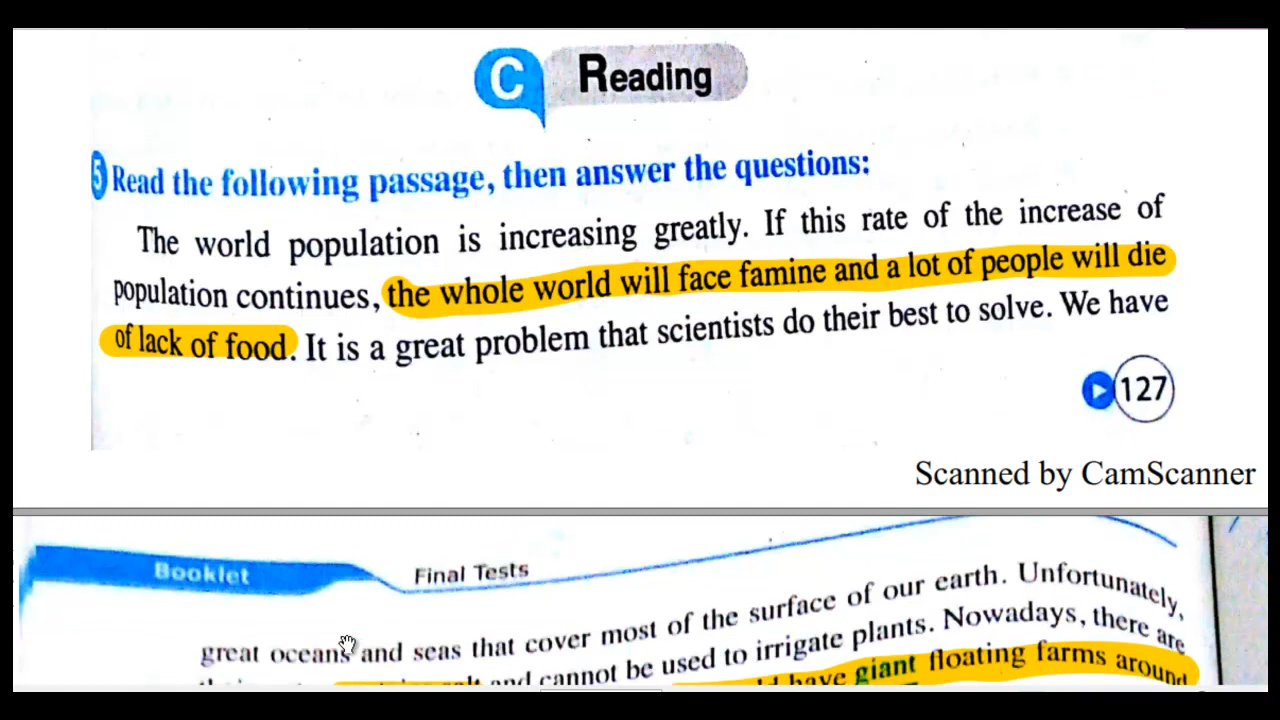 C Reading
5 Read the following passage, then answer the questions:
The world population is increasing greatly. If this rate of the increase of
population continues, the whole world will face famine and a lot of people will die
of lack of food. It is a great problem that scientists do their best to solve. We have
127
Scanned by CamScanner
Booklet Final Tests
great oceans and seas that cover most of the surface of our earth. Unfortunately,
and cannot be used to irrigate plants. Nowadays, there are
have giant floating farms around